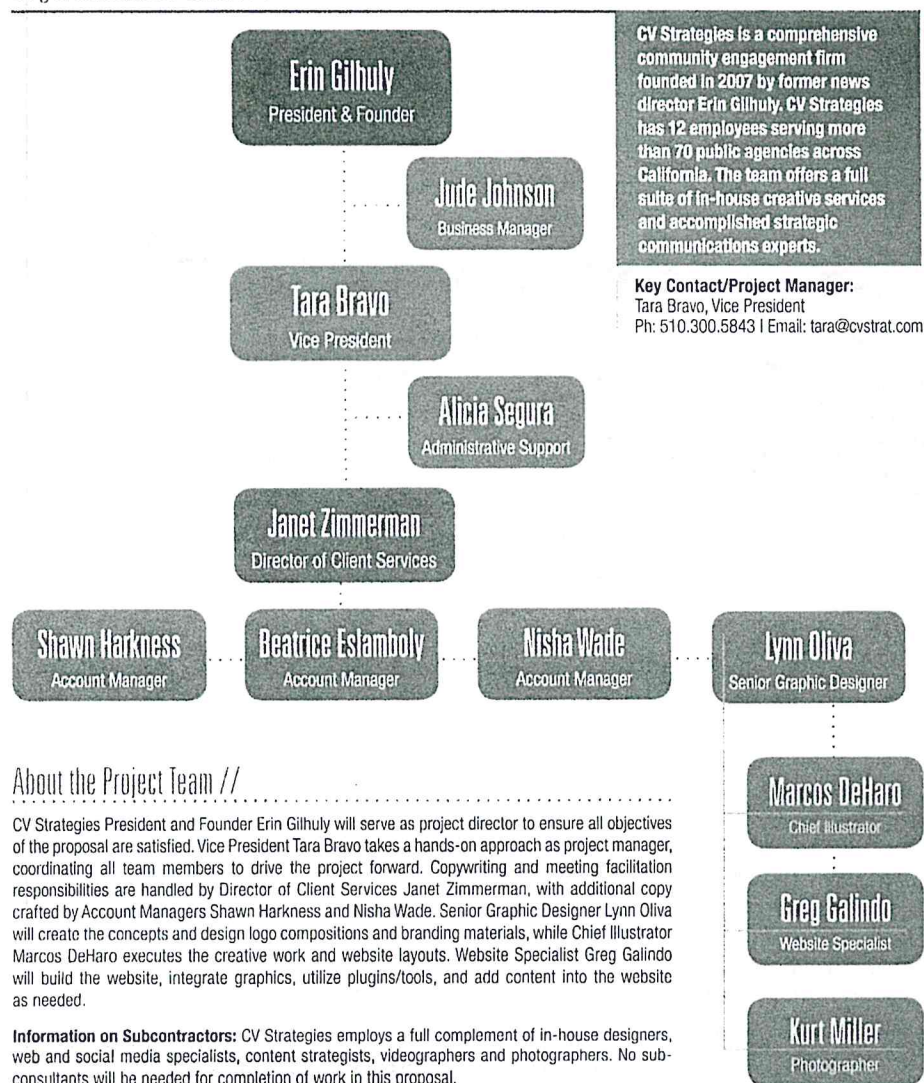 Erin Gilhuly
President & Founder
CV Strategies is a comprehensive
community engagement firm
founded in 2007 by former news
director Erin Gilhuly. CV Strategies
has 12 employees serving more
than 70 public agencies across
California. The team offers a full
suite of in-house creative services
and accomplished strategic
communications experts.
Jude Johnson
Business Manager
Key Contact/Project Manager:
Tara Bravo, Vice President
Ph: 510.300.5843 | Email: tara@cvstrat.com
Tara Bravo
Vice President
Alicia Segura
Administrative Support
Janet Zimmerman
Director of Client Services
Shawn Harkness
Account Manager
Beatrice Eslamboly
Account Manager
Nisha Wade
Account Manager
Lynn Oliva
Senior Graphic Designer
Marcos DeHaro
Chief Illustrator
Greg Galindo
Website Specialist
Kurt Miller
Photographer
About the Project Team //
CV Strategies President and Founder Erin Gilhuly will serve as project director to ensure all objectives
of the proposal are satisfied. Vice President Tara Bravo takes a hands-on approach as project manager,
coordinating all team members to drive the project forward. Copywriting and meeting facilitation
responsibilities are handled by Director of Client Services Janet Zimmerman, with additional copy
crafted by Account Managers Shawn Harkness and Nisha Wade. Senior Graphic Designer Lynn Oliva
will create the concepts and design logo compositions and branding materials, while Chief Illustrator
Marcos DeHaro executes the creative work and website layouts. Website Specialist Greg Galindo
will build the website, integrate graphics, utilize plugins/tools, and add content into the website
as needed.
Information on Subcontractors: CV Strategies employs a full complement of in-house designers,
web and social media specialists, content strategists, videographers and photographers. No sub-
consultants will be needed for completion of work in this proposal.